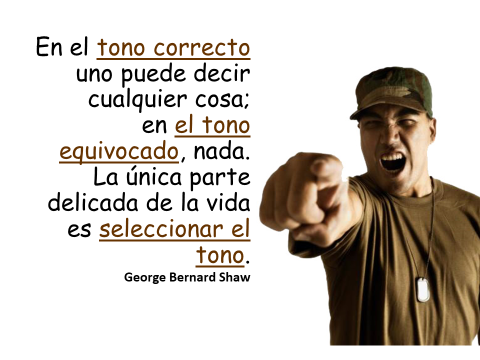 En el tono correcto
uno puede decir
cualquier cosa;
en el tono
equivocado, nada.
La única parte
delicada de la vida
es seleccionar el
tono.
George Bernard Shaw